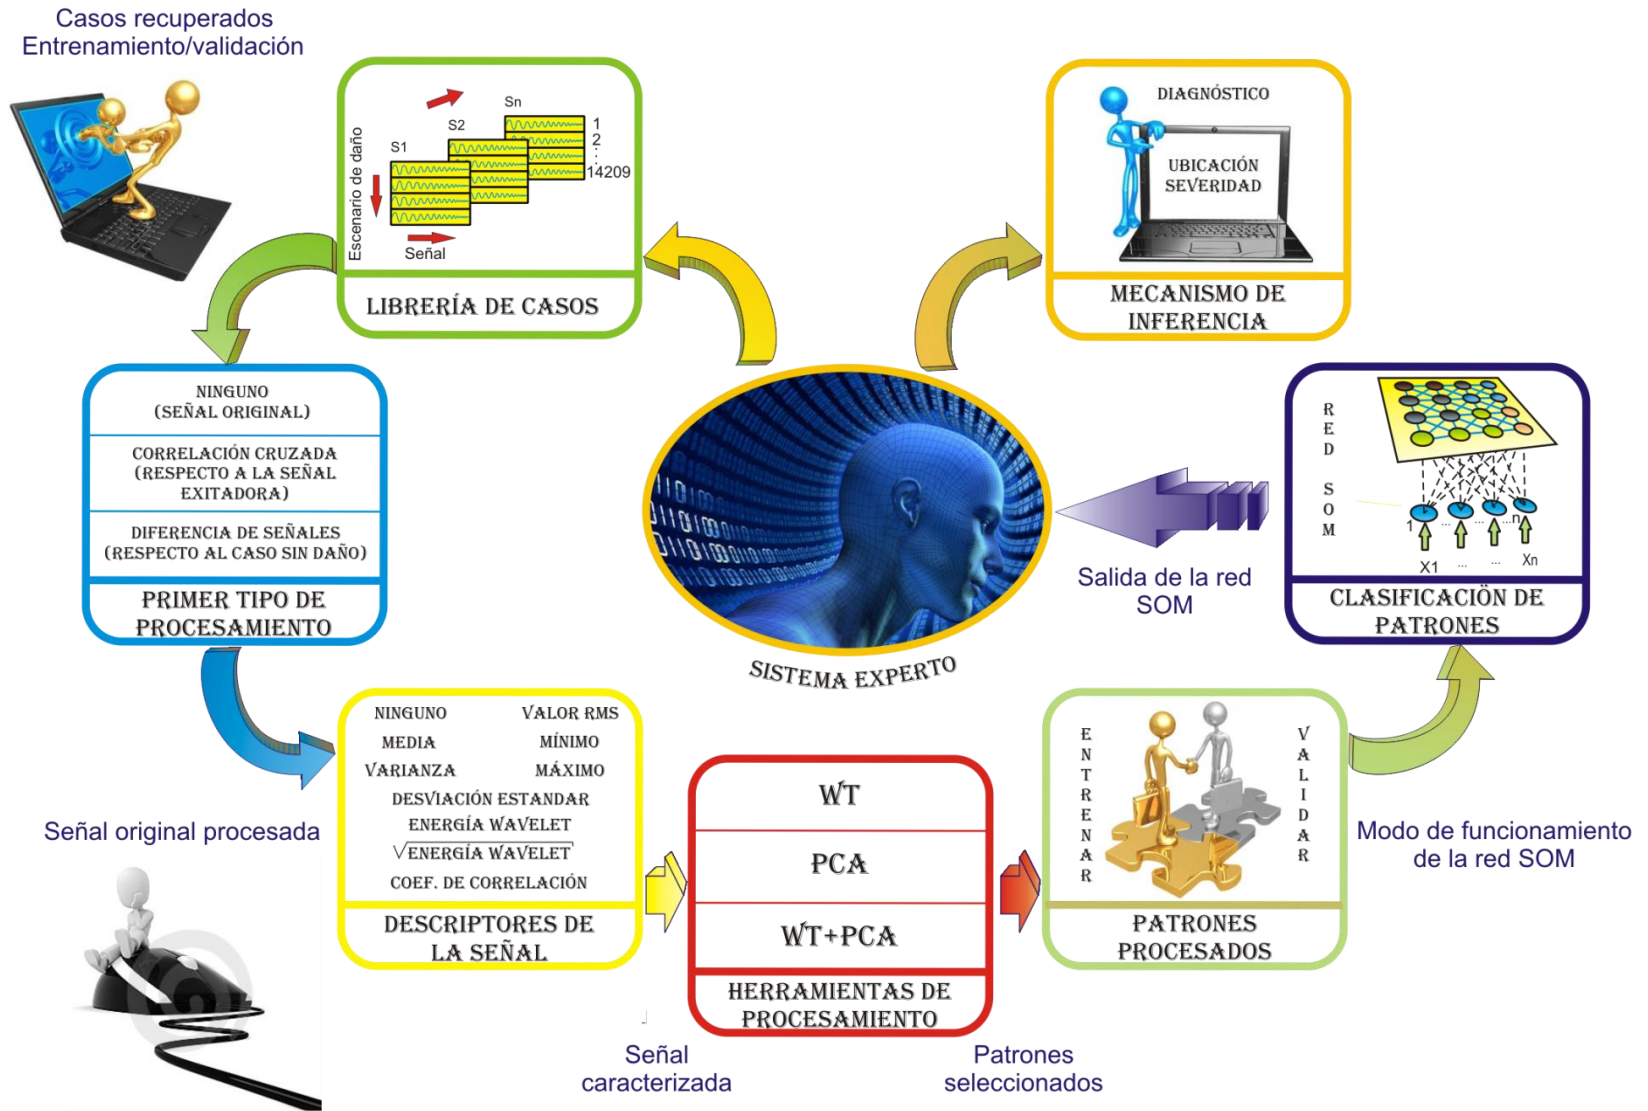 Casos recuperados
Entrenamiento/validación
Escenario de daño
S1
S2
Sn
1
2
:
:
14209
Señal
LIBRERÍA DE CASOS
DIAGNÓSTICO
UBICACIÓN
SEVERIDAD
MECANISMO DE
INFERENCIA
NINGUNO
(SEÑAL ORIGINAL)
CORRELACIÓN CRUZADA
(RESPECTO A LA SEÑAL
EXITADORA)
DIFERENCIA DE SEÑALES
(RESPECTO AL CASO SIN DAÑO)
PRIMER TIPO DE
PROCESAMIENTO
SISTEMA EXPERTO
Salida de la red
SOM
RED SOM
1 ... ... ...n
X1 ... ... Xn
CLASIFICACIÖN DE
PATRONES
Señal original procesada
NINGUNO VALOR RMS
MEDIA MÍNIMO
VARIANZA MÁXIMO
DESVIACIÓN ESTANDAR
ENERGÍA WAVELET
√ENERGÍA WAVELET
COEF. DE CORRELACIÓN
DESCRIPTORES DE
LA SEÑAL
Señal
caracterizada
WT
PCA
WT+PCA
HERRAMIENTAS DE
PROCESAMIENTO
Patrones
seleccionados
ENTRENAR
VALIDAR
PATRONES
PROCESADOS
Modo de funcionamiento
de la red SOM